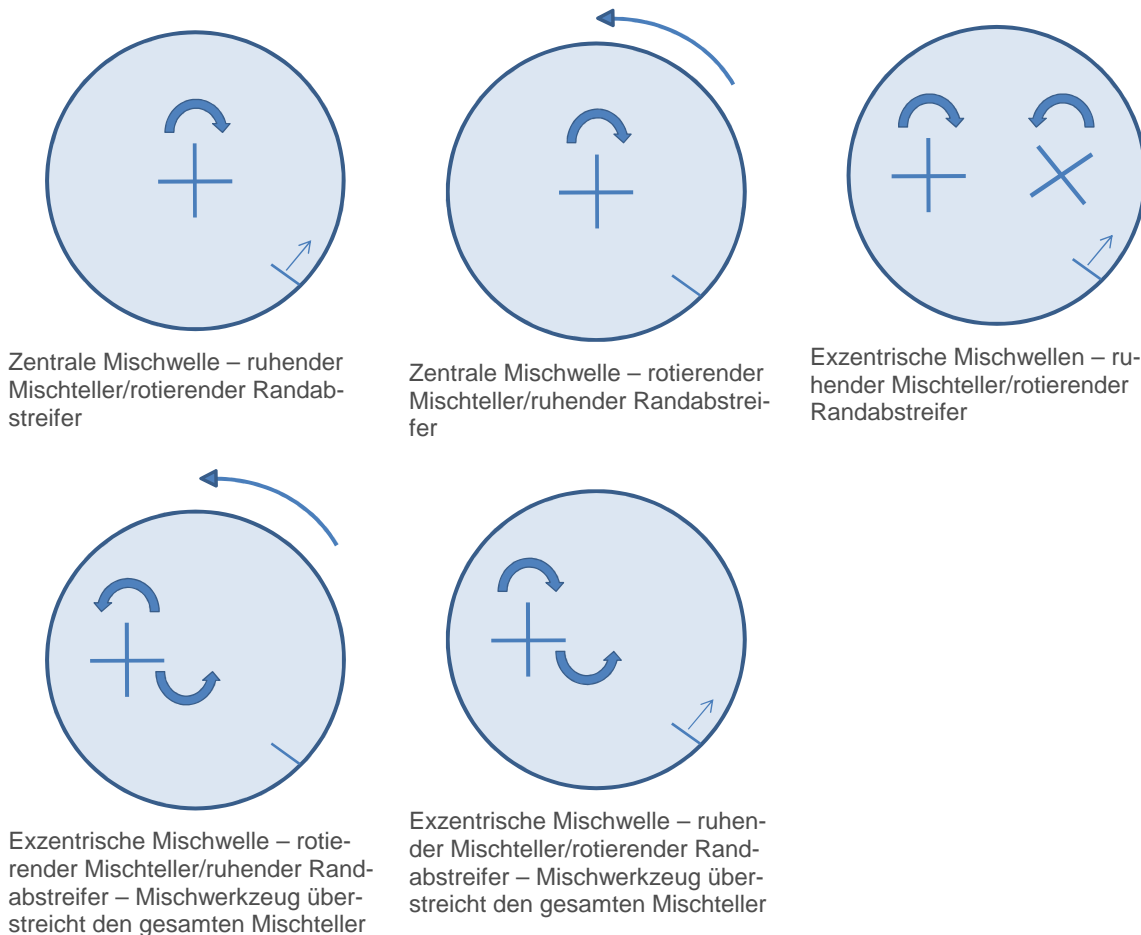 Zentrale Mischwelle – ruhender
Mischteller/rotierender Randab-
streifer
Zentrale Mischwelle – rotierender
Mischteller/ruhender Randabstrei-
fer
Exzentrische Mischwellen – ru-
hender Mischteller/rotierender
Randabstreifer
Exzentrische Mischwelle – rotie-
render Mischteller/ruhender Rand-
abstreifer – Mischwerkzeug über-
streicht den gesamten Mischteller
Exzentrische Mischwelle – ruhen-
der Mischteller/rotierender Rand-
abstreifer – Mischwerkzeug über-
streicht den gesamten Mischteller